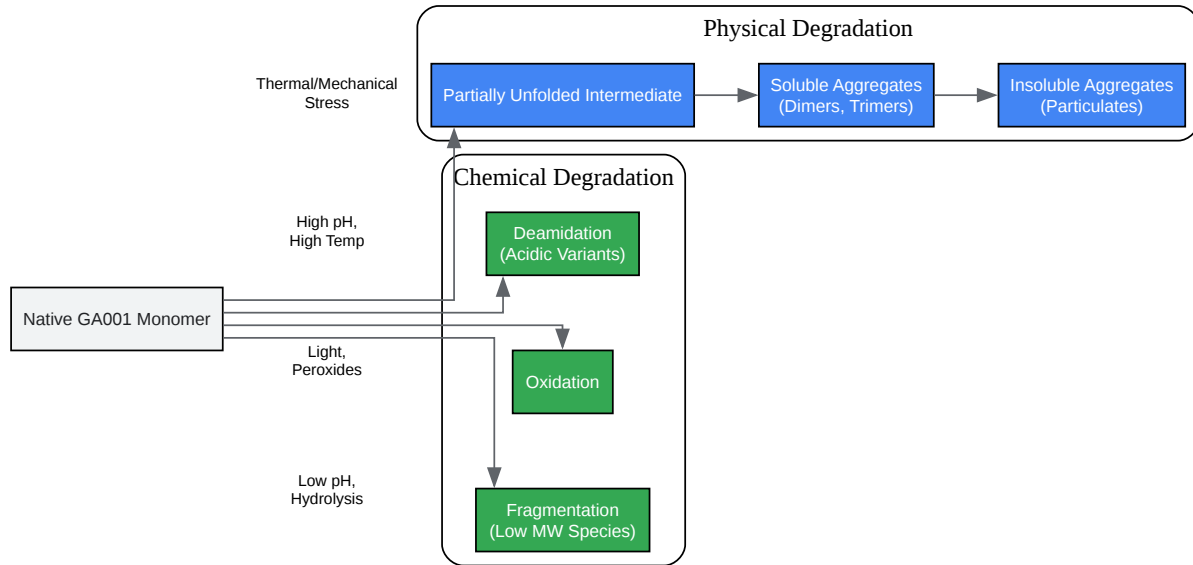 Physical Degradation
Thermal/Mechanical
Stress
Partially Unfolded Intermediate
Soluble Aggregates
(Dimers, Trimers)
Insoluble Aggregates
(Particulates)
Chemical Degradation
High pH,
High Temp
Deamidation
(Acidic Variants)
Native GA001 Monomer
Light,
Peroxides
Oxidation
Low pH,
Hydrolysis
Fragmentation
(Low MW Species)